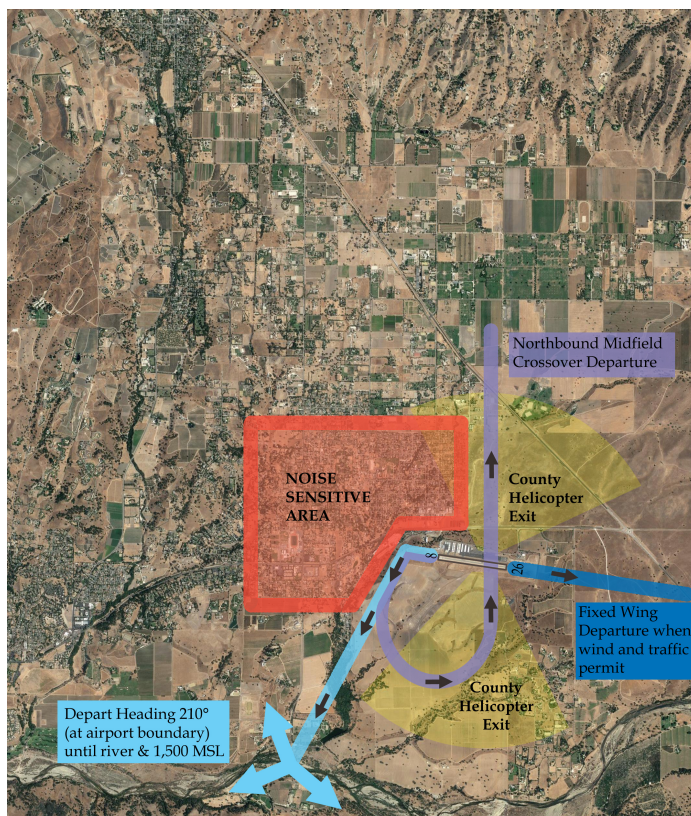 Northbound Midfield
Crossover Departure
NOISE
SENSITIVE
AREA
County
Helicopter
Exit
8
26
Fixed Wing
Departure when
wind and traffic
permit
County
Helicopter
Exit
Depart Heading 210°
(at airport boundary)
until river & 1,500 MSL